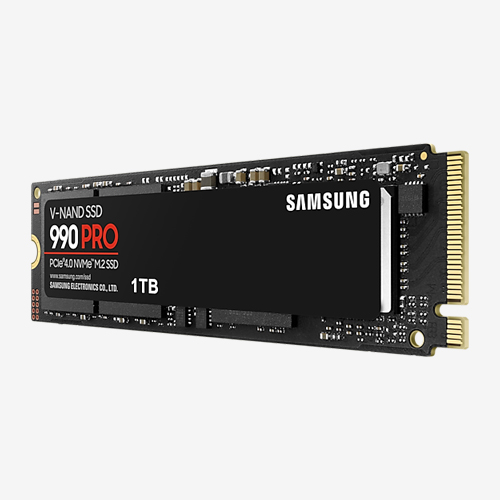 V-NAND SSD
990 PRO
PCIe® 4.0 NVMe™ M.2 SSD
www.samsung.com/ssd
SAMSUNG ELECTRONICS CO., LTD.
1TB
SAMSUNG